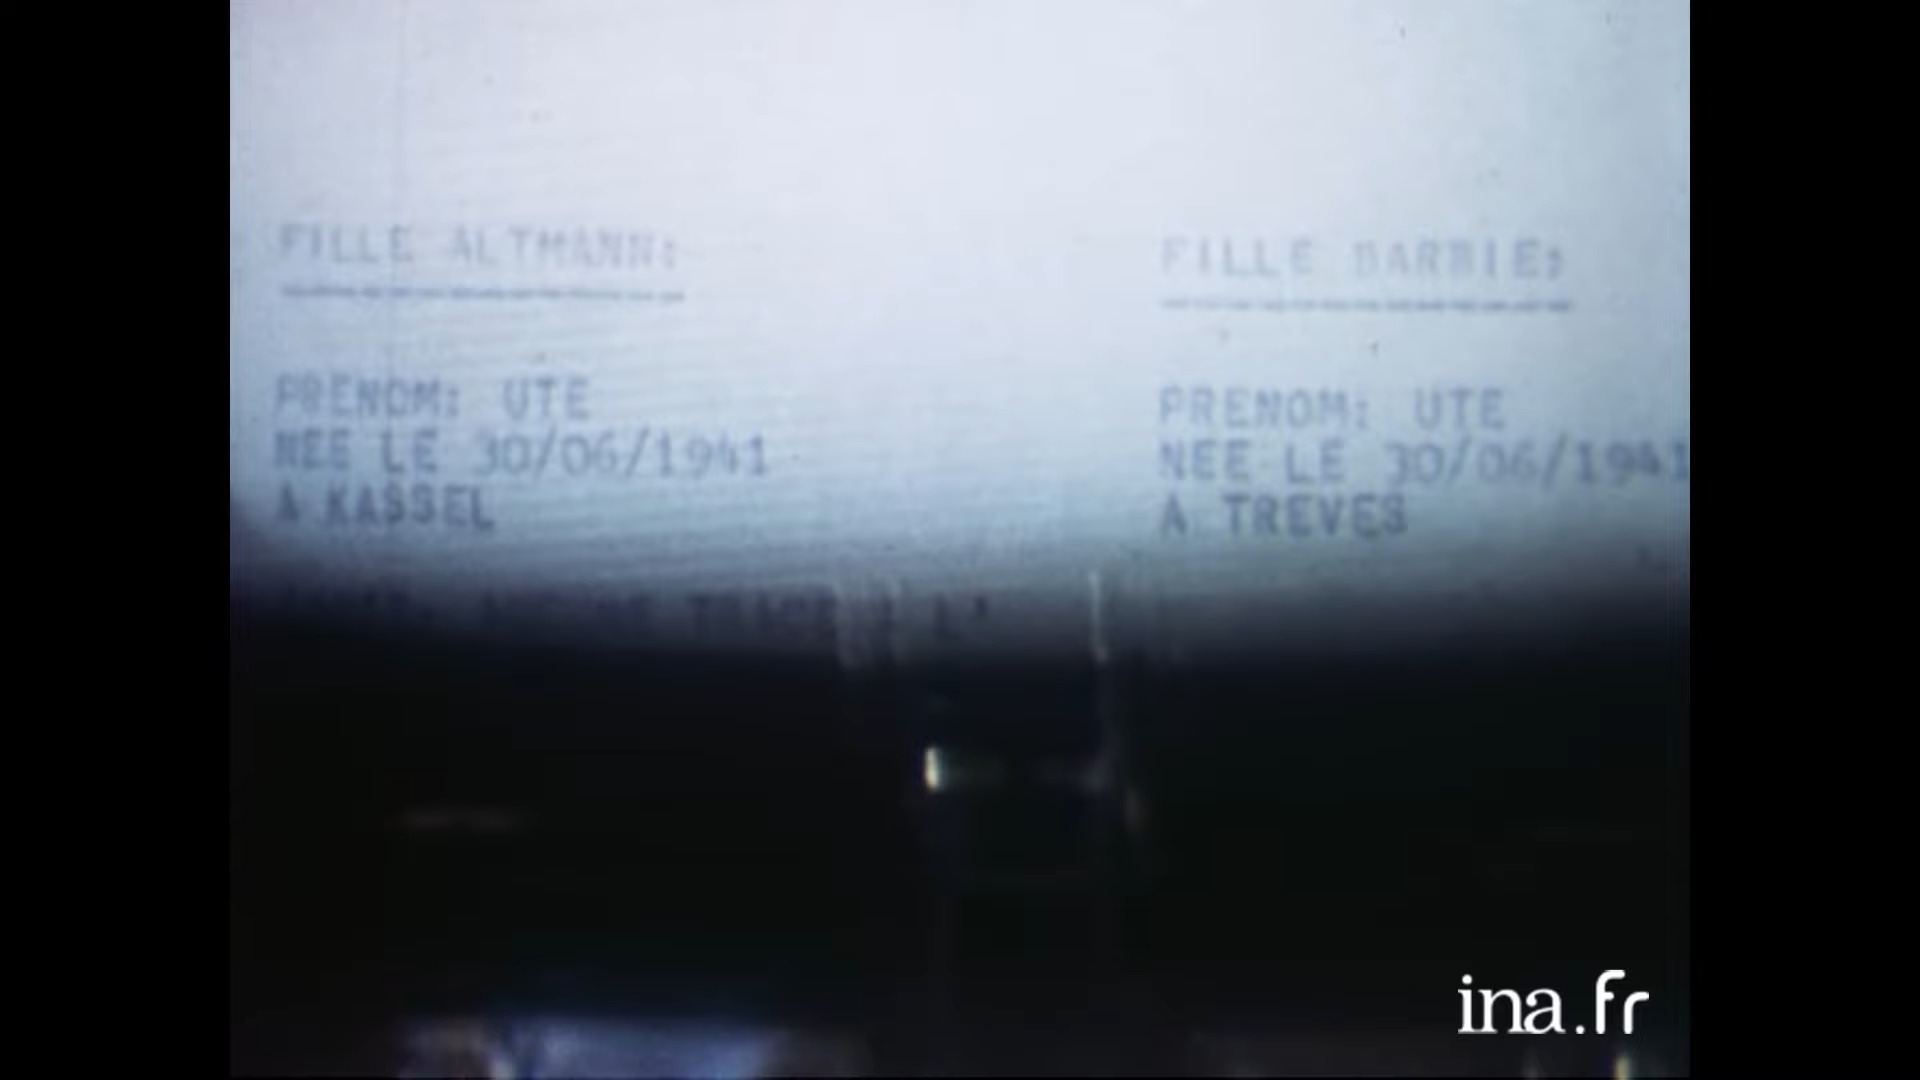 FILLE ALTMANN:
PRENOM: UTE
NEE LE 30/06/1941
A KASSEL
FILLE BARBIE:
PRENOM: UTE
NEE LE 30/06/1941
A TREVES
TRACE
ina.fr